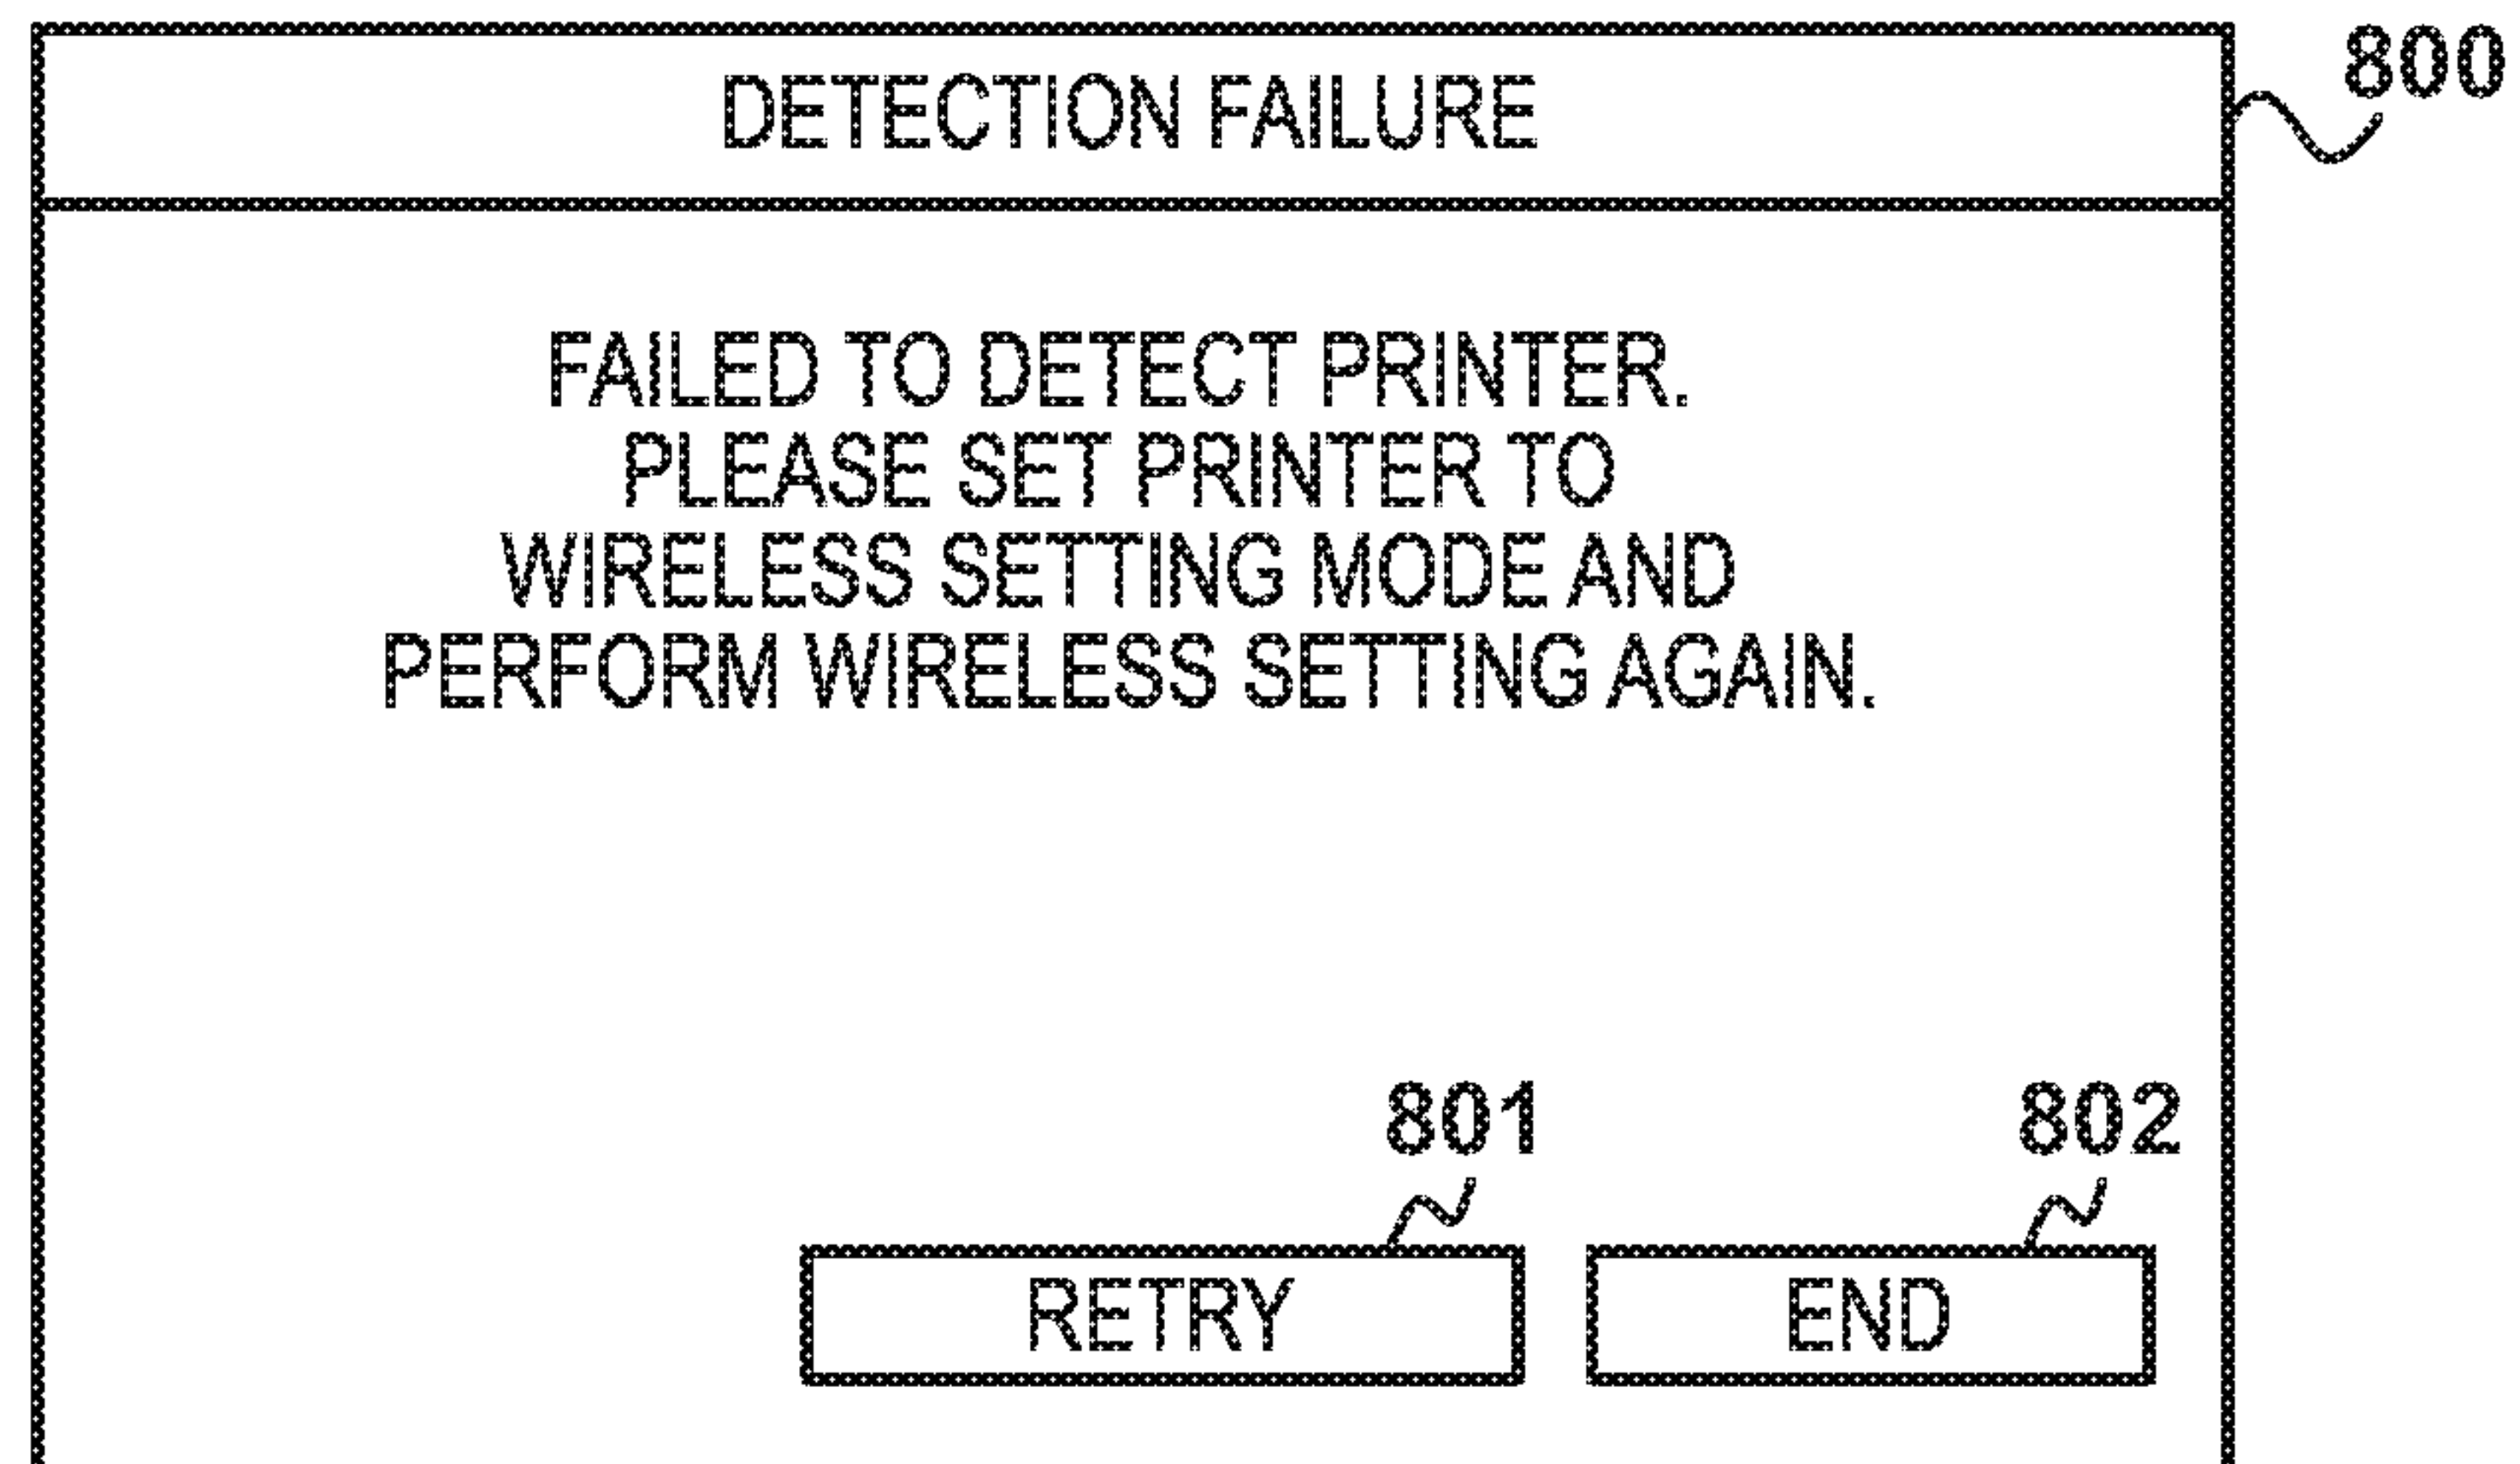 DETECTION FAILURE
800
FAILED TO DETECT PRINTER.
PLEASE SET PRINTER TO
WIRELESS SETTING MODE AND
PERFORM WIRELESS SETTING AGAIN.
801
802
RETRY
END